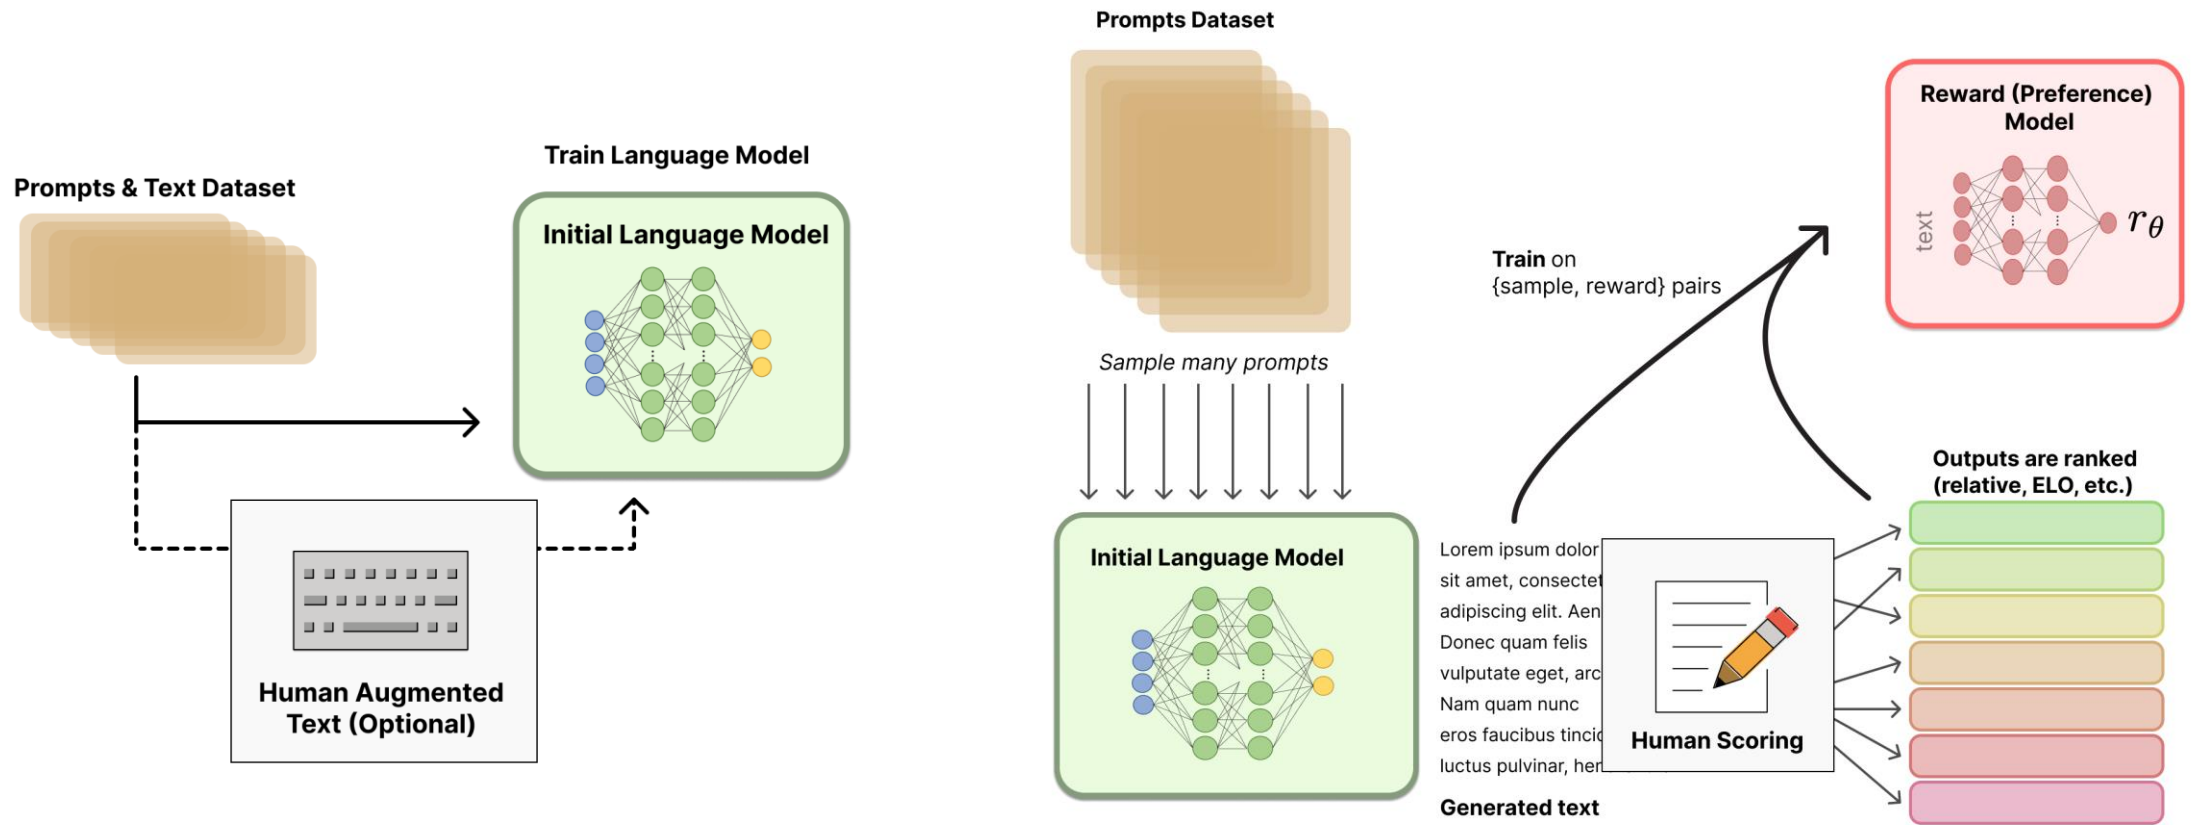 Prompts & Text Dataset
Train Language Model
Initial Language Model
Human Augmented
Text (Optional)
Prompts Dataset
Sample many prompts
Initial Language Model
Lorem ipsum dolor
sit amet, consectet
adipiscing elit. Aen
Donec quam felis
vulputate eget, arc
Nam quam nunc
eros faucibus tincid
luctus pulvinar, her
Generated text
Human Scoring
Train on
{sample, reward} pairs
Outputs are ranked
(relative, ELO, etc.)
Reward (Preference)
Model
text
rθ